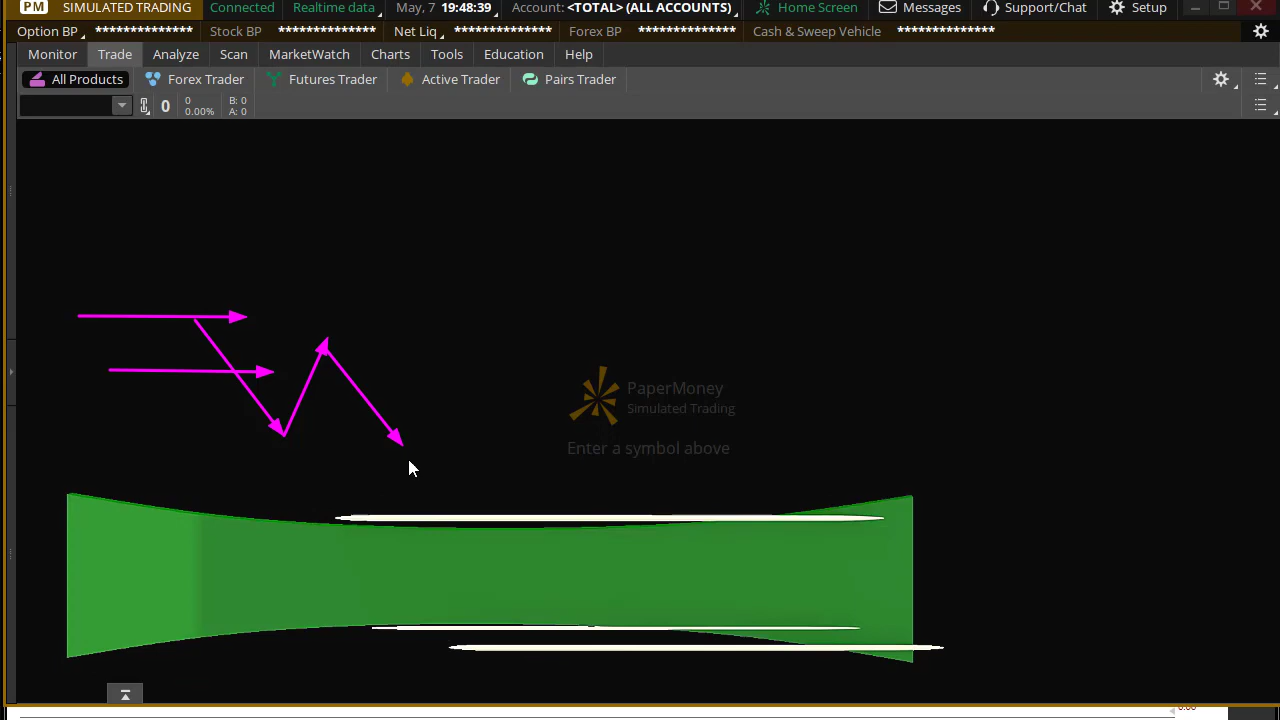 PM SIMULATED TRADING Connected Realtime data May, 7 19:48:39 Account: <TOTAL> (ALL ACCOUNTS) Home Screen Messages Support/Chat Setup
Option BP ************* Stock BP ************* Net Liq ************* Forex BP ************* Cash & Sweep Vehicle *************
Monitor Trade Analyze Scan MarketWatch Charts Tools Education Help
All Products Forex Trader Futures Trader Active Trader Pairs Trader
0 0 B: 0
0.00% A: 0
PaperMoney
Simulated Trading
Enter a symbol above